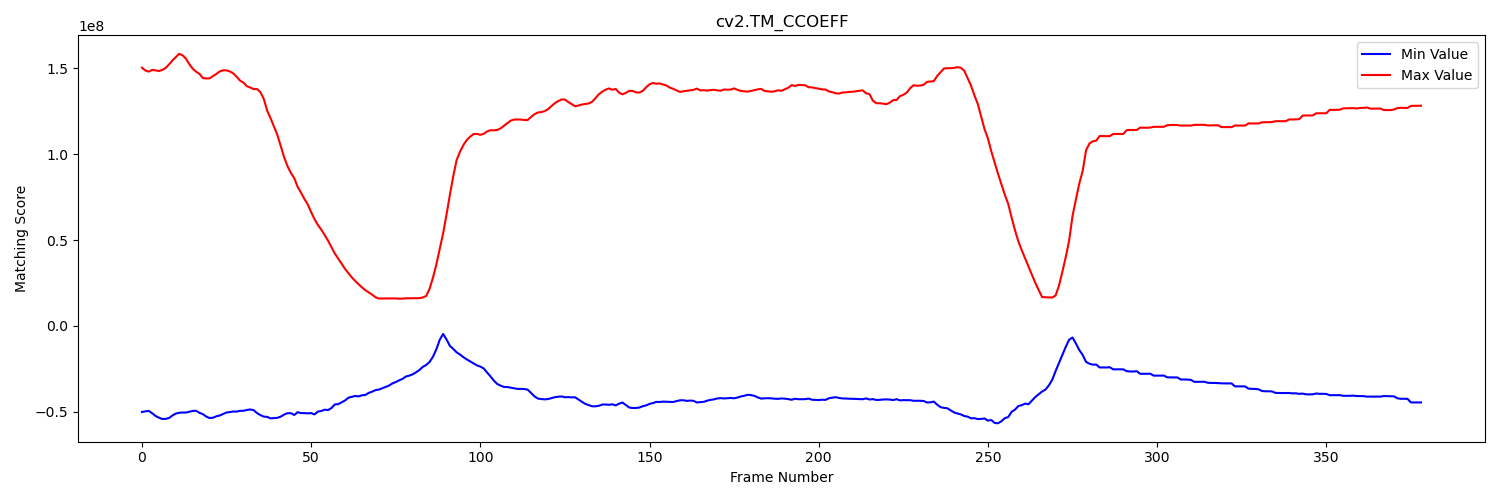 cv2.TM_CCOEFF
1e8
Min Value
Max Value
1.5
1.0
0.5
0.0
−0.5
Matching Score
0 50 100 150 200 250 300 350
Frame Number